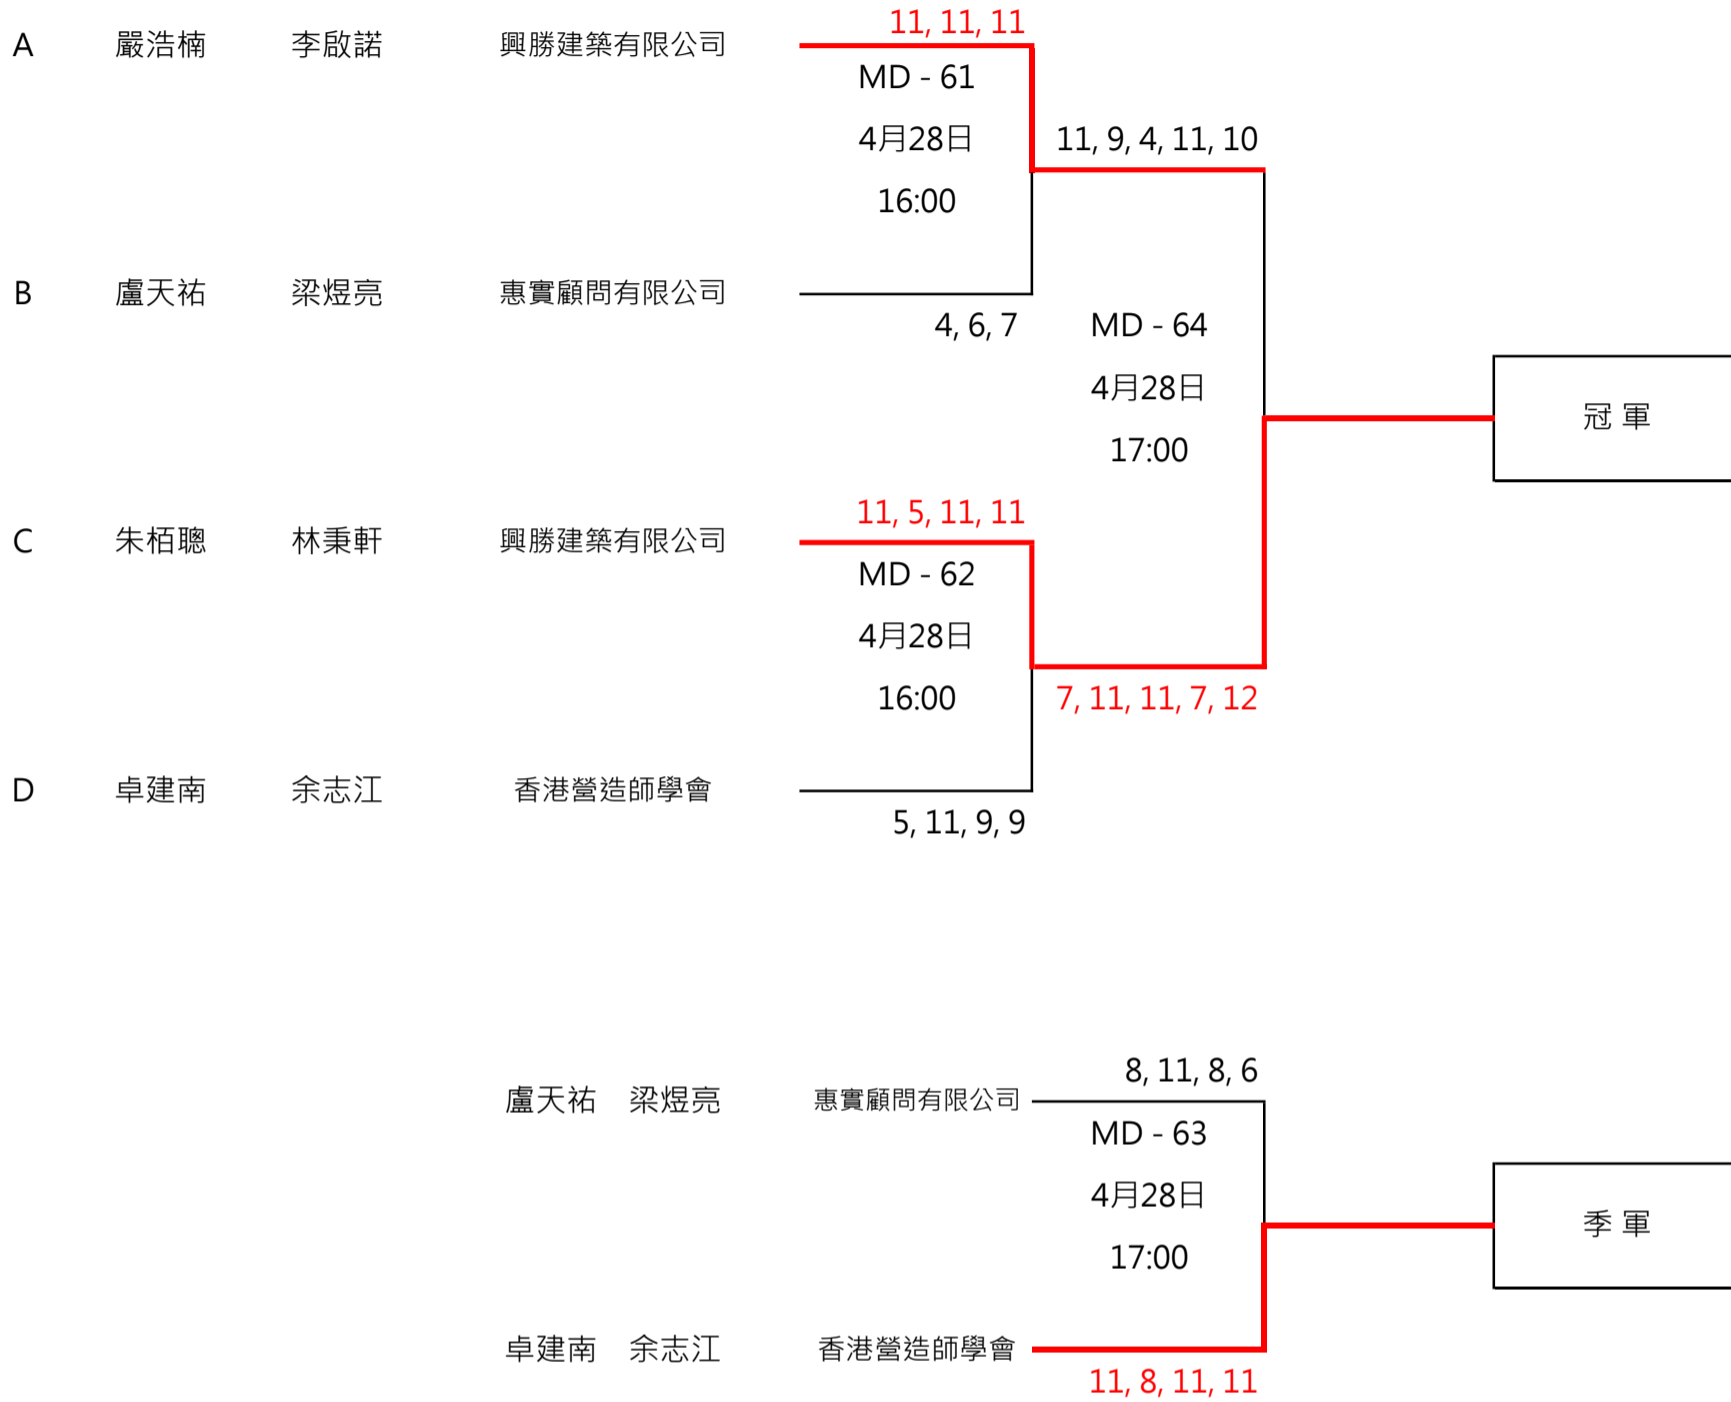 11, 11, 11
A 嚴浩楠 李啟諾 興勝建築有限公司
MD - 61
4月28日
16:00
11, 9, 4, 11, 10
B 盧天祐 梁煜亮 惠實顧問有限公司
4, 6, 7
MD - 64
4月28日
17:00
冠 軍
11, 5, 11, 11
C 朱栢聰 林秉軒 興勝建築有限公司
MD - 62
4月28日
16:00
7, 11, 11, 7, 12
D 卓建南 余志江 香港營造師學會
5, 11, 9, 9
8, 11, 8, 6
盧天祐 梁煜亮 惠實顧問有限公司
MD - 63
4月28日
17:00
季 軍
卓建南 余志江 香港營造師學會
11, 8, 11, 11